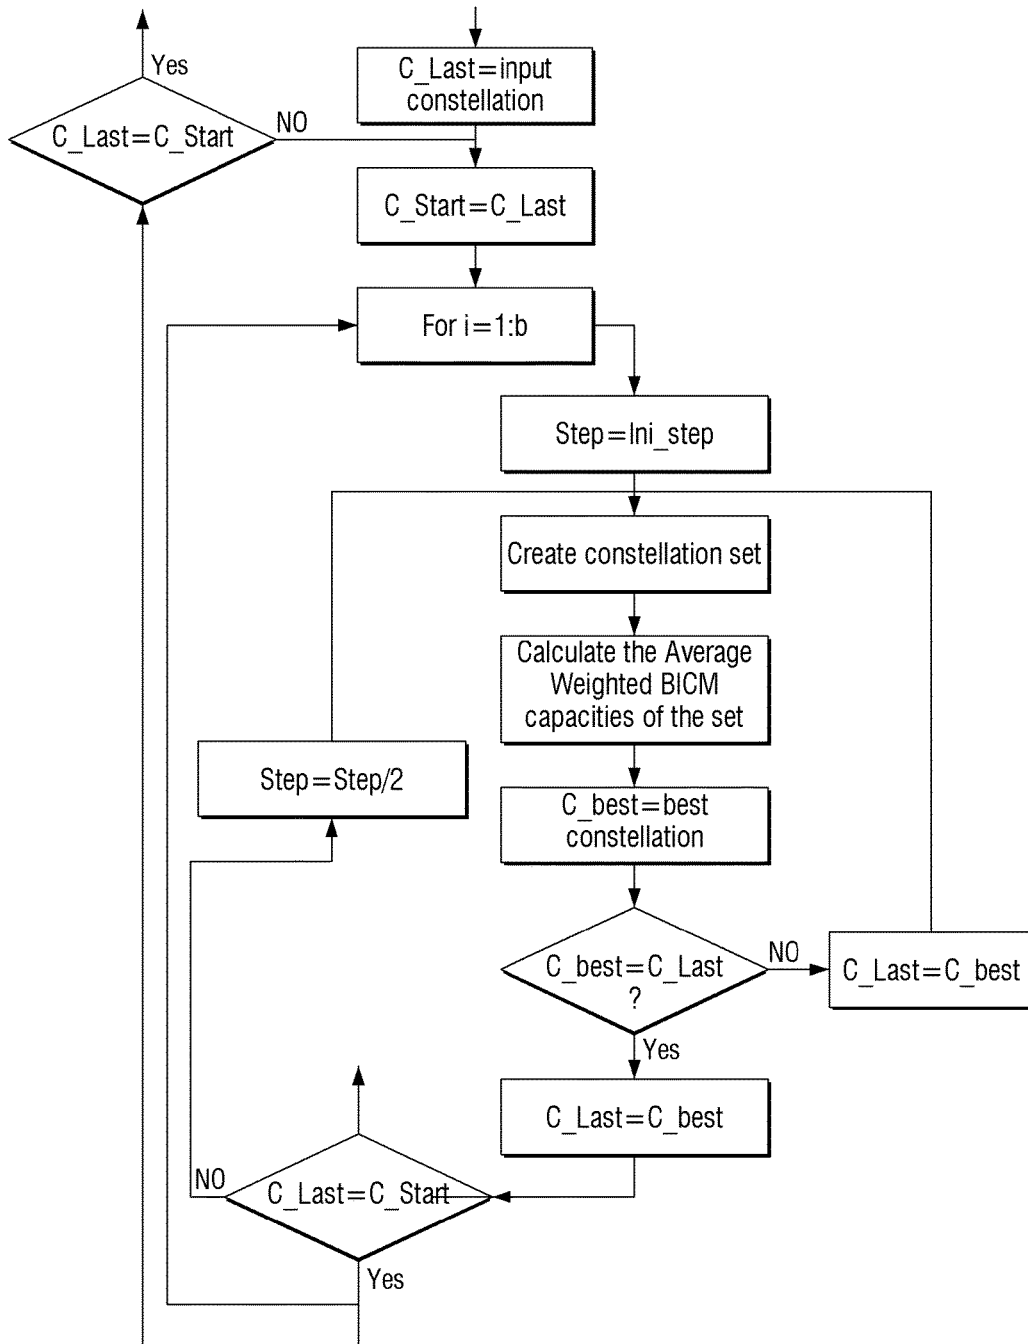 Yes
C_Last=C_Start
NO
C_Last=input
constellation
C_Start=C_Last
For i=1:b
Step=Ini_step
Create constellation set
Calculate the Average
Weighted BICM
capacities of the set
Step=Step/2
C_best=best
constellation
C_best=C_Last
?
NO
C_Last=C_best
Yes
C_Last=C_best
NO
C_Last=C_Start
Yes